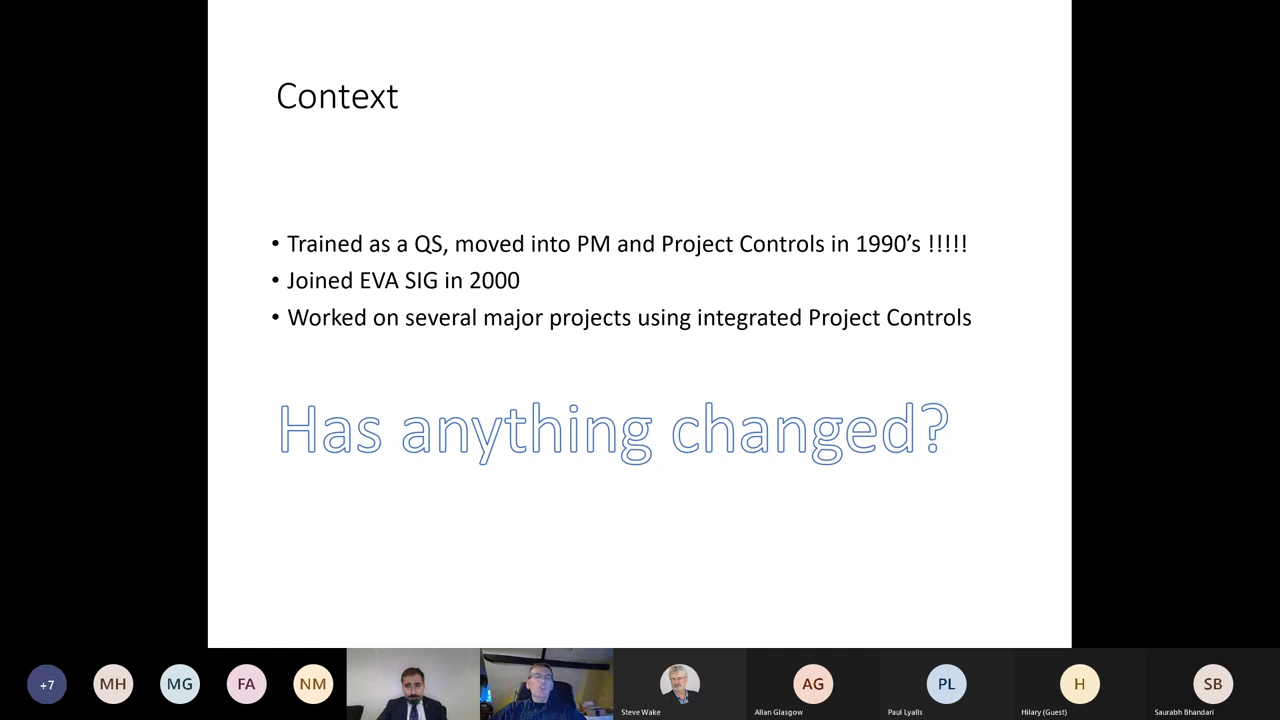 Context
• Trained as a QS, moved into PM and Project Controls in 1990’s !!!!!
• Joined EVA SIG in 2000
• Worked on several major projects using integrated Project Controls
Has anything changed?
+7
MH
MG
FA
NM
Steve Wake
AG
Allan Glasgow
PL
Paul Lyalls
H
Hilary (Guest)
SB
Saurabh Bhandari